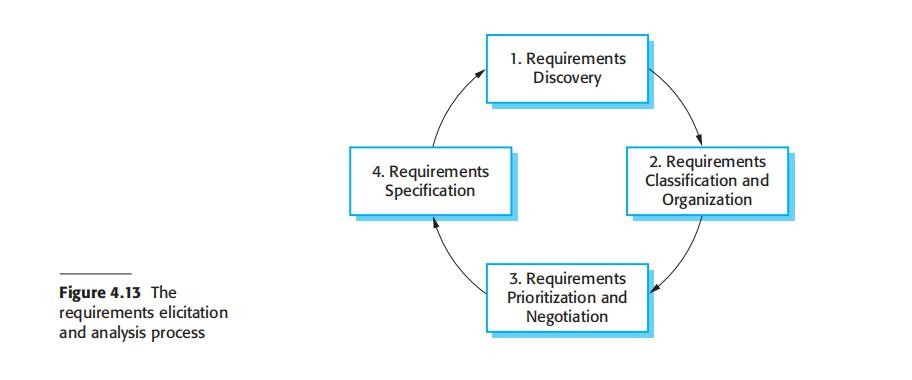 1. Requirements
Discovery
2. Requirements
Classification and
Organization
3. Requirements
Prioritization and
Negotiation
4. Requirements
Specification
Figure 4.13 The
requirements elicitation
and analysis process